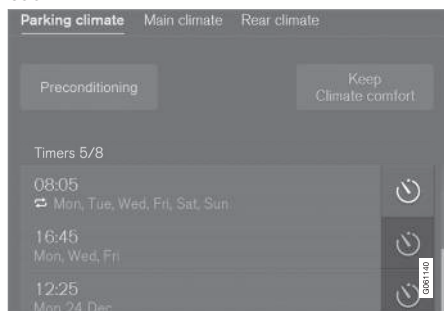 Parking climate Main climate Rear climate
Preconditioning
Keep
Climate comfort
Timers 5/8
08:05
Mon, Tue, Wed, Fri, Sat, Sun
16:45
Mon, Wed, Fri
12:25
Mon 24 Dec
G061140